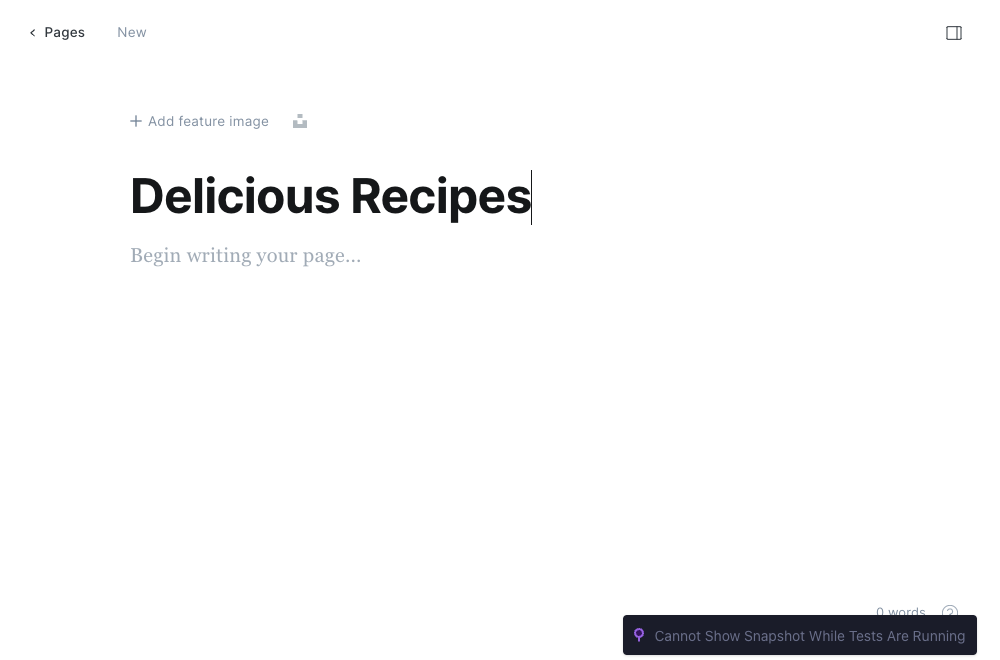 Pages New
Add feature image
Delicious Recipes
Begin writing your page...
0 words
Cannot Show Snapshot While Tests Are Running